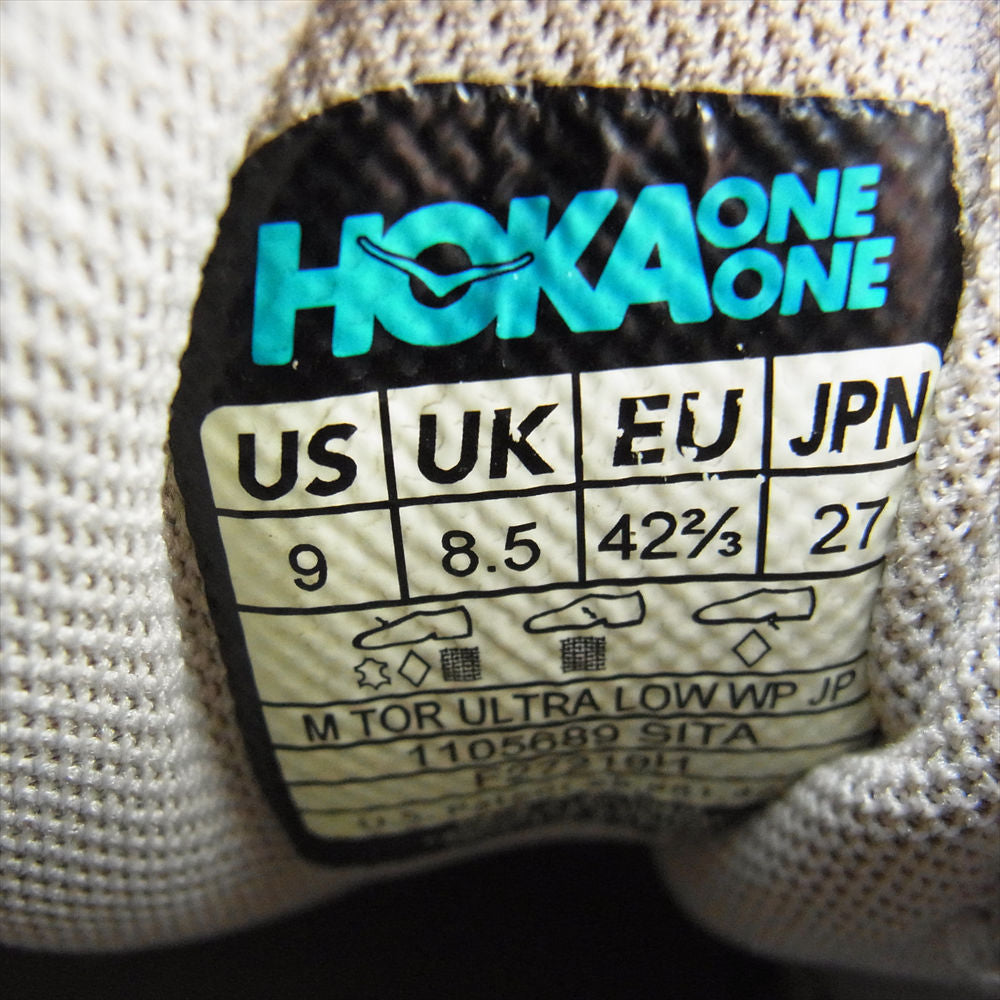 HOKA ONE ONE
US UK EU JPN
9 8.5 42⅔ 27
M TOR ULTRA LOW WP JP
1105689 SITA
F27219H
U.S.